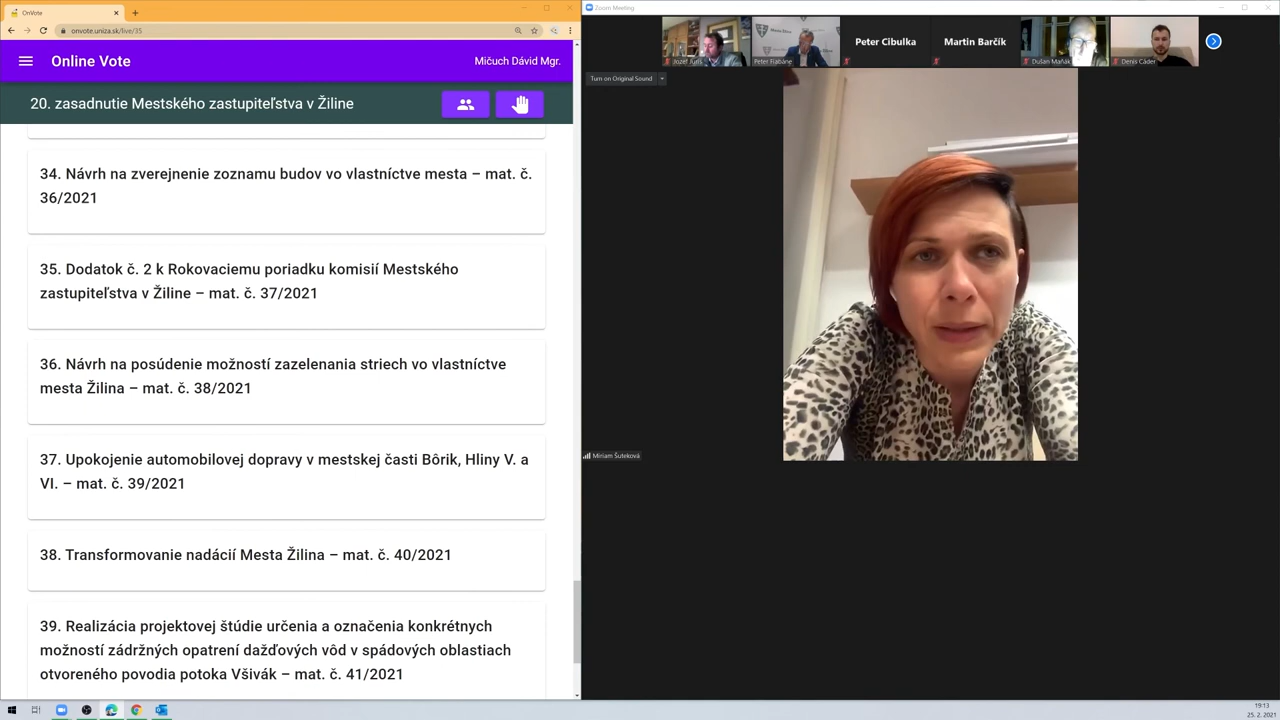 OnVote
onvote.uniza.sk/live/35
Online Vote
Mičuch Dávid Mgr.
20. zasadnutie Mestského zastupiteľstva v Žiline
34. Návrh na zverejnenie zoznamu budov vo vlastníctve mesta – mat. č.
36/2021
35. Dodatok č. 2 k Rokovaciemu poriadku komisií Mestského
zastupiteľstva v Žiline – mat. č. 37/2021
36. Návrh na posúdenie možností zazelenania striech vo vlastníctve
mesta Žilina – mat. č. 38/2021
37. Upokojenie automobilovej dopravy v mestskej časti Bôrik, Hliny V. a
VI. – mat. č. 39/2021
38. Transformovanie nadácií Mesta Žilina – mat. č. 40/2021
39. Realizácia projektovej štúdie určenia a označenia konkrétnych
možností zádržných opatrení dažďových vôd v spádových oblastiach
otvoreného povodia potoka Všivák – mat. č. 41/2021
Zoom Meeting
Peter Fiabáne
Peter Cibulka
Martin Barčík
Dušan Maňák
Denis Cáder
Turn on Original Sound
Miriam Šuteková
19:13
25. 2. 2021